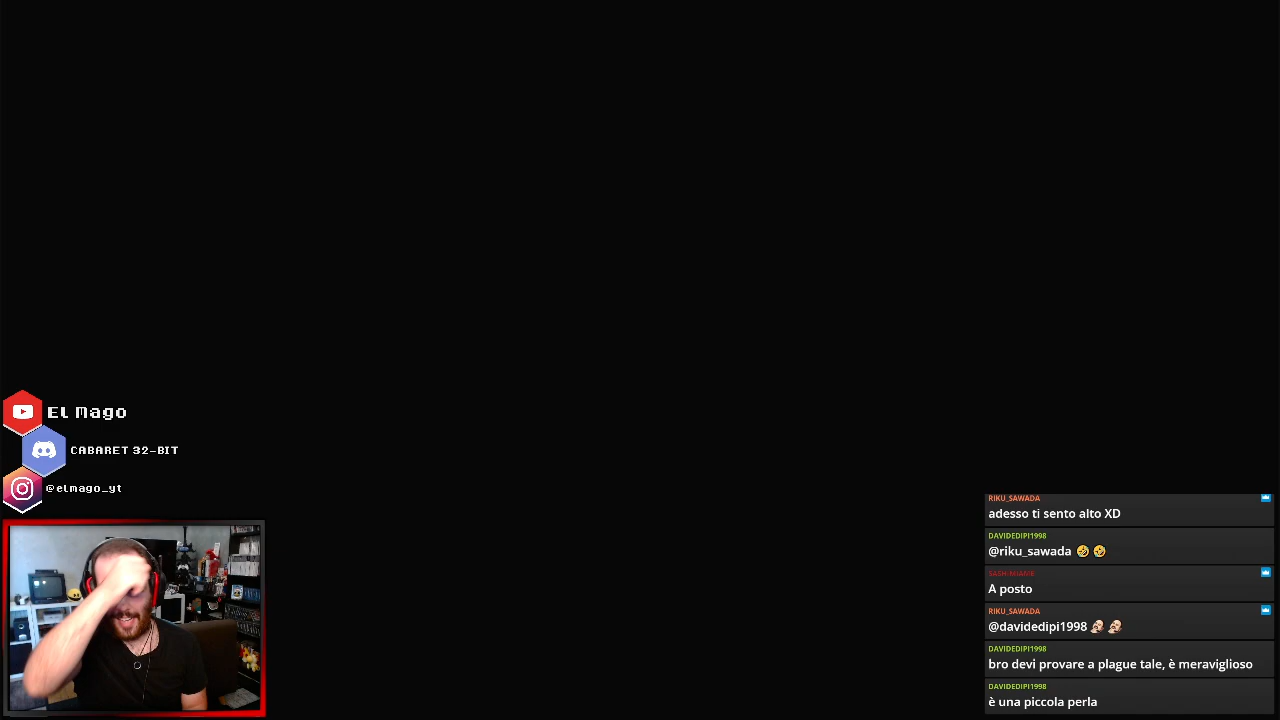 El Mago
CABARET 32-BIT
@elmago_yt
RIKU_SAWADA
adesso ti sento alto XD
DAVIDEDIPI1998
@riku_sawada 🤣 🤣
A posto
RIKU_SAWADA
@davidedipi1998
DAVIDEDIPI1998
bro devi provare a plague tale, è meraviglioso
DAVIDEDIPI1998
è una piccola perla